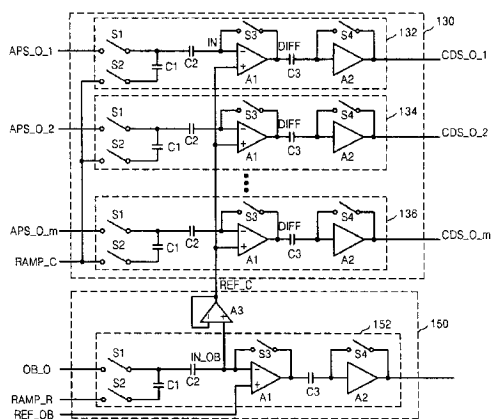 132
130
S1
S3
S4
APS_O_1
IN
DIFF
CDS_O_1
S2
C1
C2
A1
C3
A2
134
S1
S3
S4
APS_O_2
DIFF
CDS_O_2
S2
C1
C2
A1
C3
A2
136
S1
S3
S4
APS_O_m
DIFF
CDS_O_m
S2
C1
C2
A1
C3
A2
RAMP_C
REF_C
A3
152
150
S1
S3
S4
OB_O
IN_OB
S2
C1
C2
A1
C3
A2
RAMP_R
REF_OB